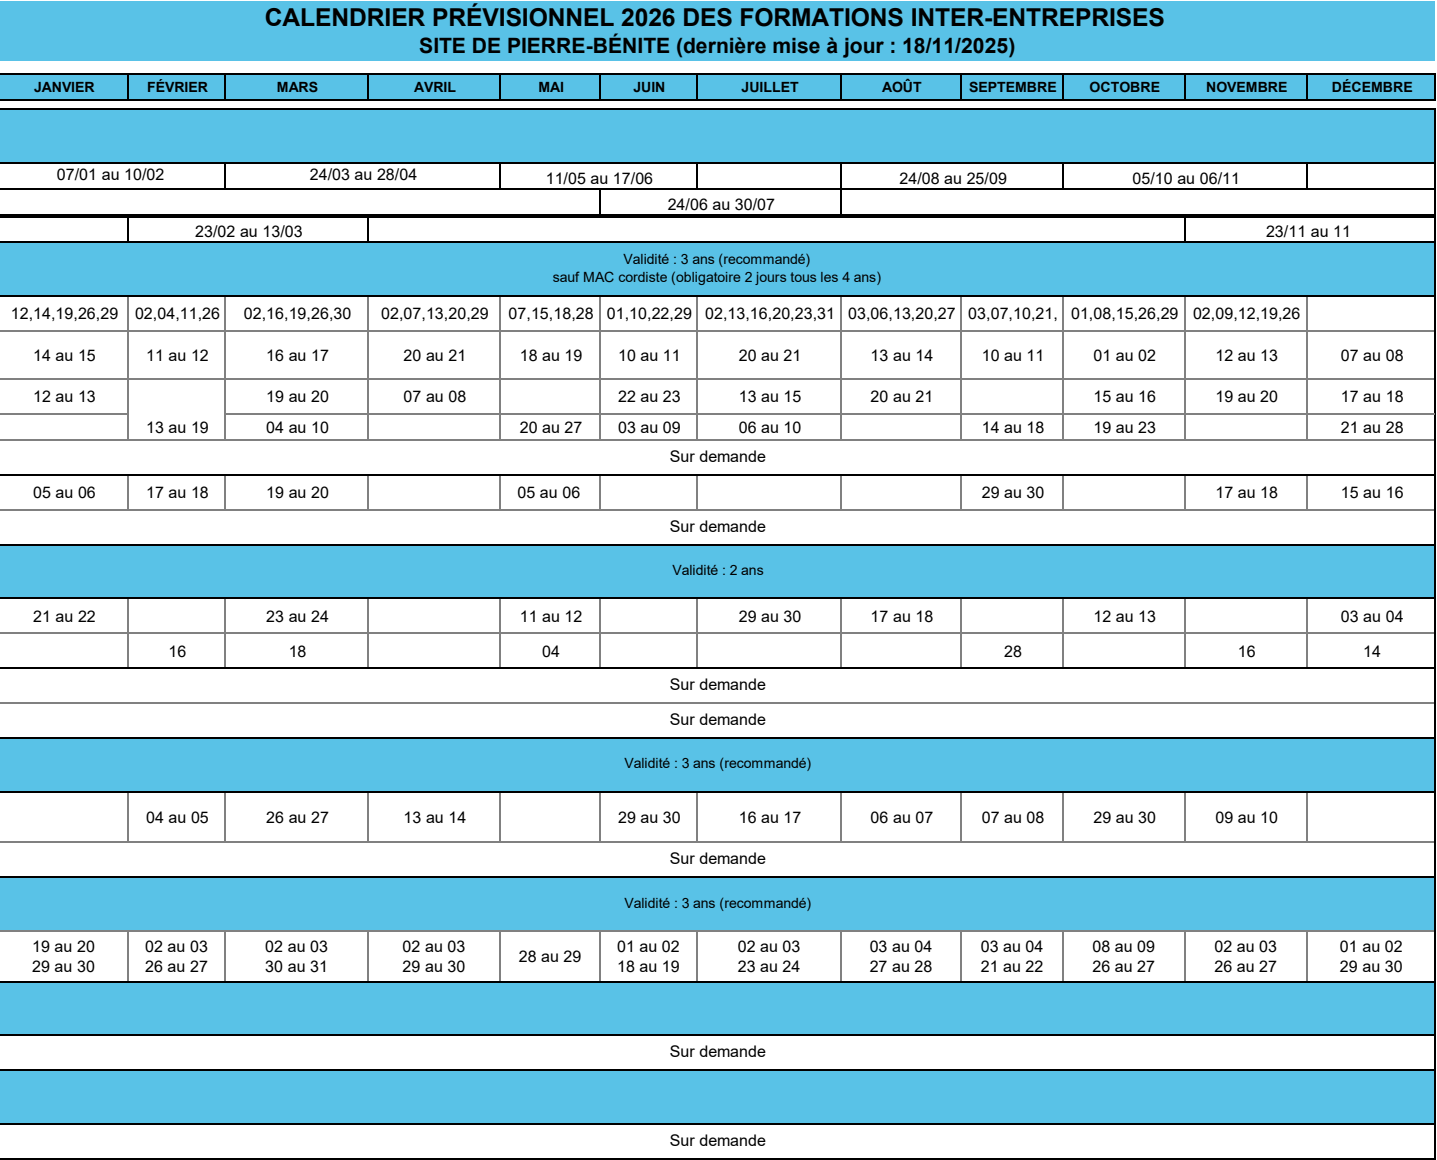 CALENDRIER PRÉVISIONNEL 2026 DES FORMATIONS INTER-ENTREPRISES
SITE DE PIERRE-BÉNITE (dernière mise à jour : 18/11/2025)
JANVIER FÉVRIER MARS AVRIL MAI JUIN JUILLET AOÛT SEPTEMBRE OCTOBRE NOVEMBRE DÉCEMBRE
07/01 au 10/02 24/03 au 28/04 11/05 au 17/06 24/08 au 25/09 05/10 au 06/11
24/06 au 30/07
23/02 au 13/03 23/11 au 11
Validité : 3 ans (recommandé)
sauf MAC cordiste (obligatoire 2 jours tous les 4 ans)
12,14,19,26,29 02,04,11,26 02,16,19,26,30 02,07,13,20,29 07,15,18,28 01,10,22,29 02,13,16,20,23,31 03,06,13,20,27 03,07,10,21, 01,08,15,26,29 02,09,12,19,26
14 au 15 11 au 12 16 au 17 20 au 21 18 au 19 10 au 11 20 au 21 13 au 14 10 au 11 01 au 02 12 au 13 07 au 08
12 au 13 19 au 20 07 au 08 22 au 23 13 au 15 20 au 21 15 au 16 19 au 20 17 au 18
13 au 19 04 au 10 20 au 27 03 au 09 06 au 10 14 au 18 19 au 23 21 au 28
Sur demande
05 au 06 17 au 18 19 au 20 05 au 06 29 au 30 17 au 18 15 au 16
Sur demande
Validité : 2 ans
21 au 22 23 au 24 11 au 12 29 au 30 17 au 18 12 au 13 03 au 04
16 18 04 28 16 14
Sur demande
Sur demande
Validité : 3 ans (recommandé)
04 au 05 26 au 27 13 au 14 29 au 30 16 au 17 06 au 07 07 au 08 29 au 30 09 au 10
Sur demande
Validité : 3 ans (recommandé)
19 au 20 02 au 03 02 au 03 02 au 03 28 au 29 01 au 02 02 au 03 03 au 04 03 au 04 08 au 09 02 au 03 01 au 02
29 au 30 26 au 27 30 au 31 29 au 30 18 au 19 23 au 24 27 au 28 21 au 22 26 au 27 26 au 27 29 au 30
Sur demande
Sur demande